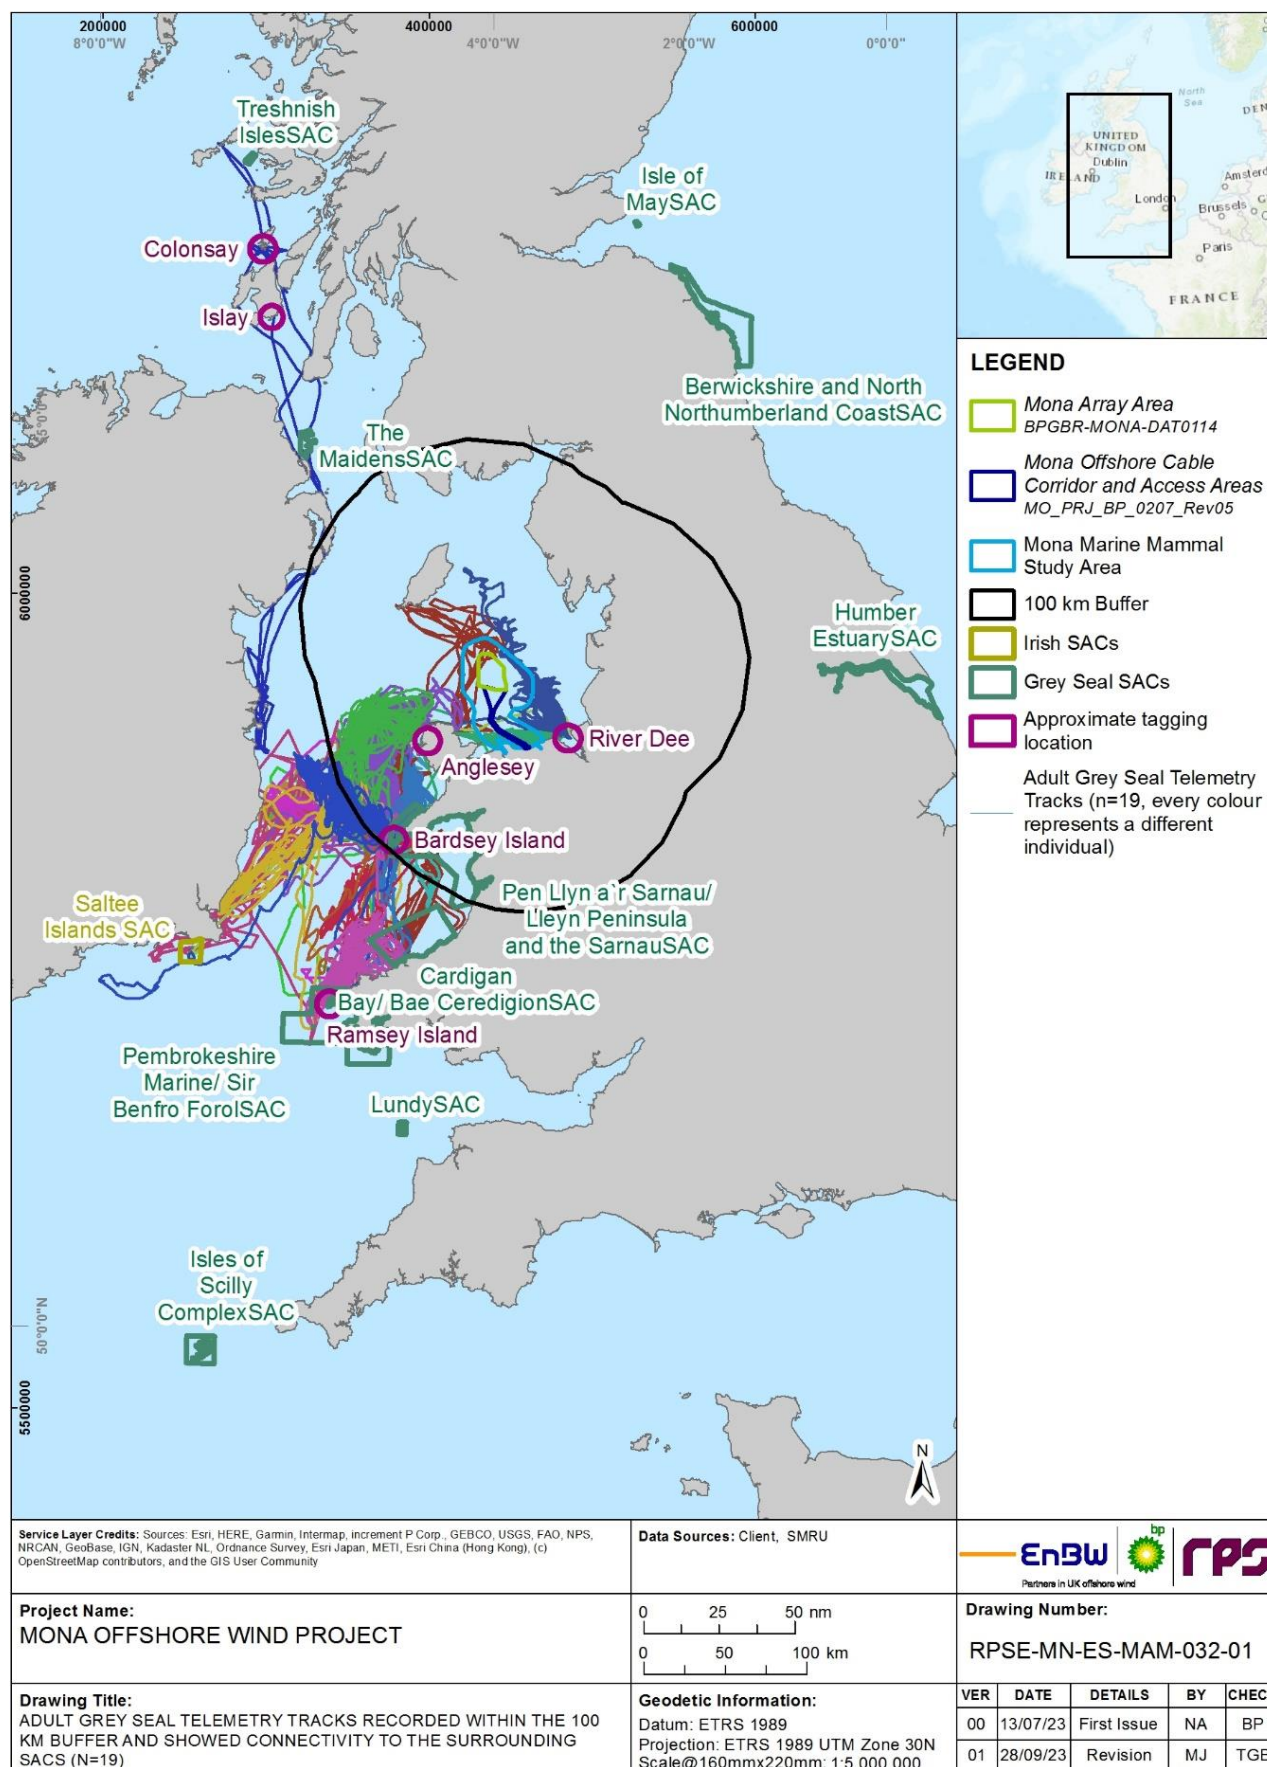 200000
400000
600000
8°0'0"W
4°0'0"W
2°0'0"W
0°0'0"
Treshnish
IslesSAC
Isle of
MaySAC
Colonsay
Islay
Berwickshire and North
Northumberland CoastSAC
The
MaidensSAC
6000000
Humber
EstuarySAC
River Dee
Anglesey
Bardsey Island
Saltee
Islands SAC
Pen Llyn a`r Sarnau/
Lleyn Peninsula
and the SarnauSAC
Cardigan
Bay/ Bae CeredigionSAC
Ramsey Island
Pembrokeshire
Marine/ Sir
Benfro ForolSAC
LundySAC
Isles of
Scilly
ComplexSAC
50°0'0"N
5500000
N
North
Sea
UNITED
KINGDOM
Dublin
IRELAND
London
Brussels
Paris
FRANCE
LEGEND
Mona Array Area
BPGBR-MONA-DAT0114
Mona Offshore Cable
Corridor and Access Areas
MO_PRJ_BP_0207_Rev05
Mona Marine Mammal
Study Area
100 km Buffer
Irish SACs
Grey Seal SACs
Approximate tagging
location
Adult Grey Seal Telemetry
Tracks (n=19, every colour
represents a different
individual)
Service Layer Credits: Sources: Esri, HERE, Garmin, Intermap, increment P Corp., GEBCO, USGS, FAO, NPS,
NRCAN, GeoBase, IGN, Kadaster NL, Ordnance Survey, Esri Japan, METI, Esri China (Hong Kong), (c)
OpenStreetMap contributors, and the GIS User Community
Data Sources: Client, SMRU
EnBW
Partners in UK offshore wind
bp
rps
Project Name:
MONA OFFSHORE WIND PROJECT
0 25 50 nm
0 50 100 km
Drawing Number:
RPSE-MN-ES-MAM-032-01
Drawing Title:
ADULT GREY SEAL TELEMETRY TRACKS RECORDED WITHIN THE 100
KM BUFFER AND SHOWED CONNECTIVITY TO THE SURROUNDING
SACS (N=19)
Geodetic Information:
Datum: ETRS 1989
Projection: ETRS 1989 UTM Zone 30N
Scale@160mmx220mm: 1:5,000,000
VER DATE DETAILS BY CHEC
00 13/07/23 First Issue NA BP
01 28/09/23 Revision MJ TGE